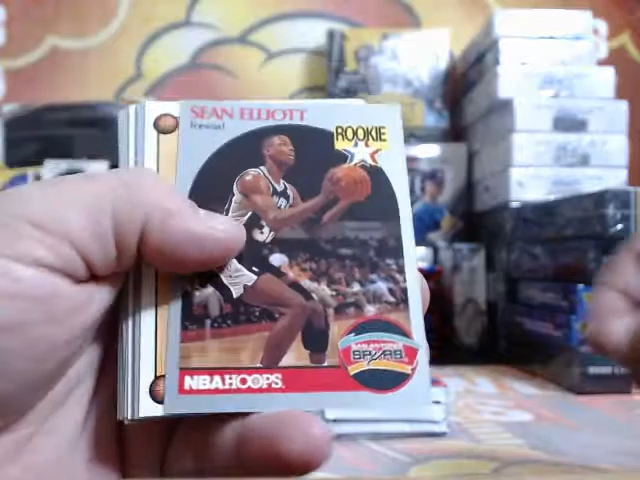 SEAN ELLIOTT
Forward
ROOKIE
SAN ANTONIO
SPURS
NBA HOOPS